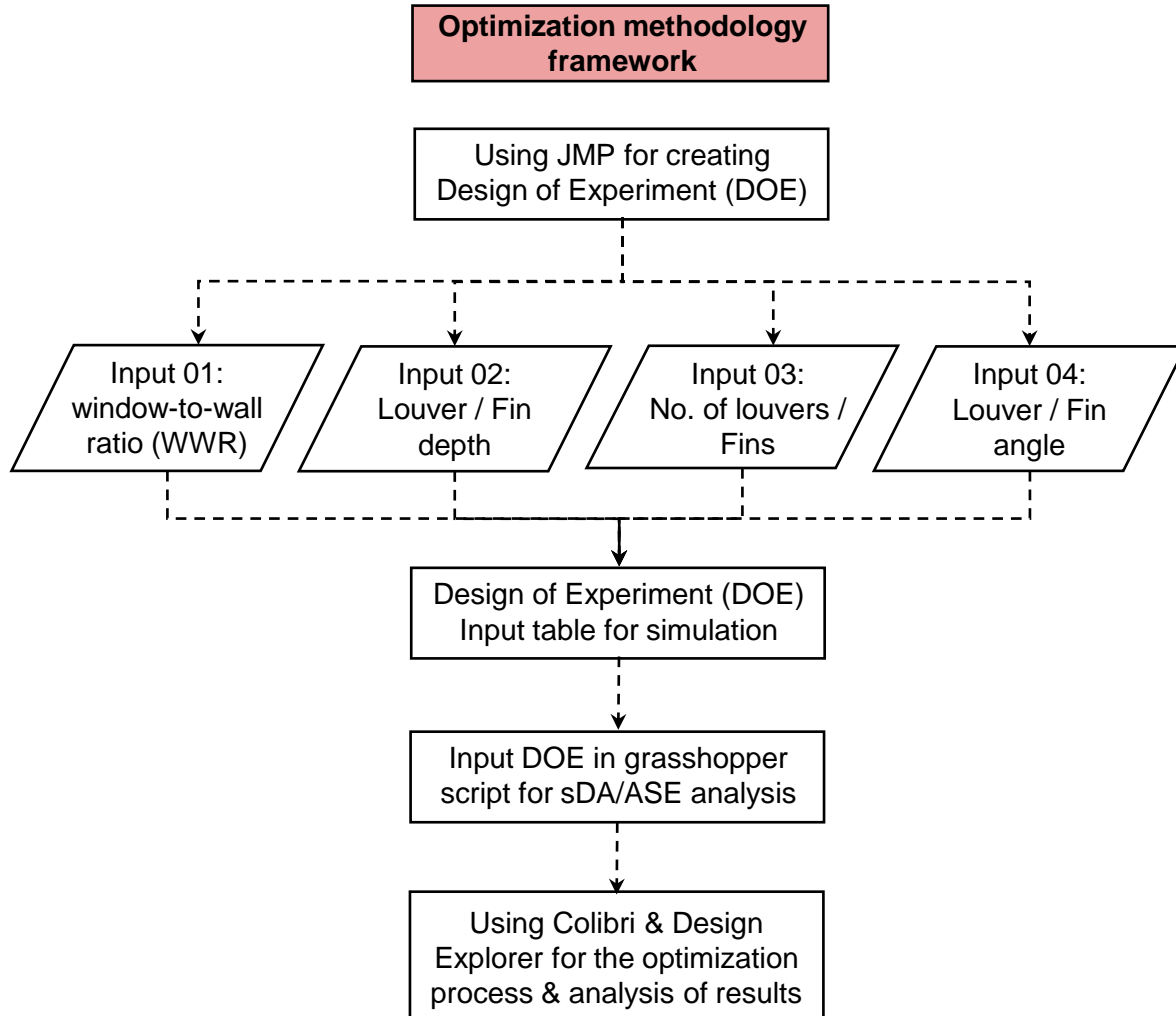 Optimization methodology
framework
Using JMP for creating
Design of Experiment (DOE)
Input 01:
window-to-wall
ratio (WWR)
Input 02:
Louver / Fin
depth
Input 03:
No. of louvers /
Fins
Input 04:
Louver / Fin
angle
Design of Experiment (DOE)
Input table for simulation
Input DOE in grasshopper
script for sDA/ASE analysis
Using Colibri & Design
Explorer for the optimization
process & analysis of results